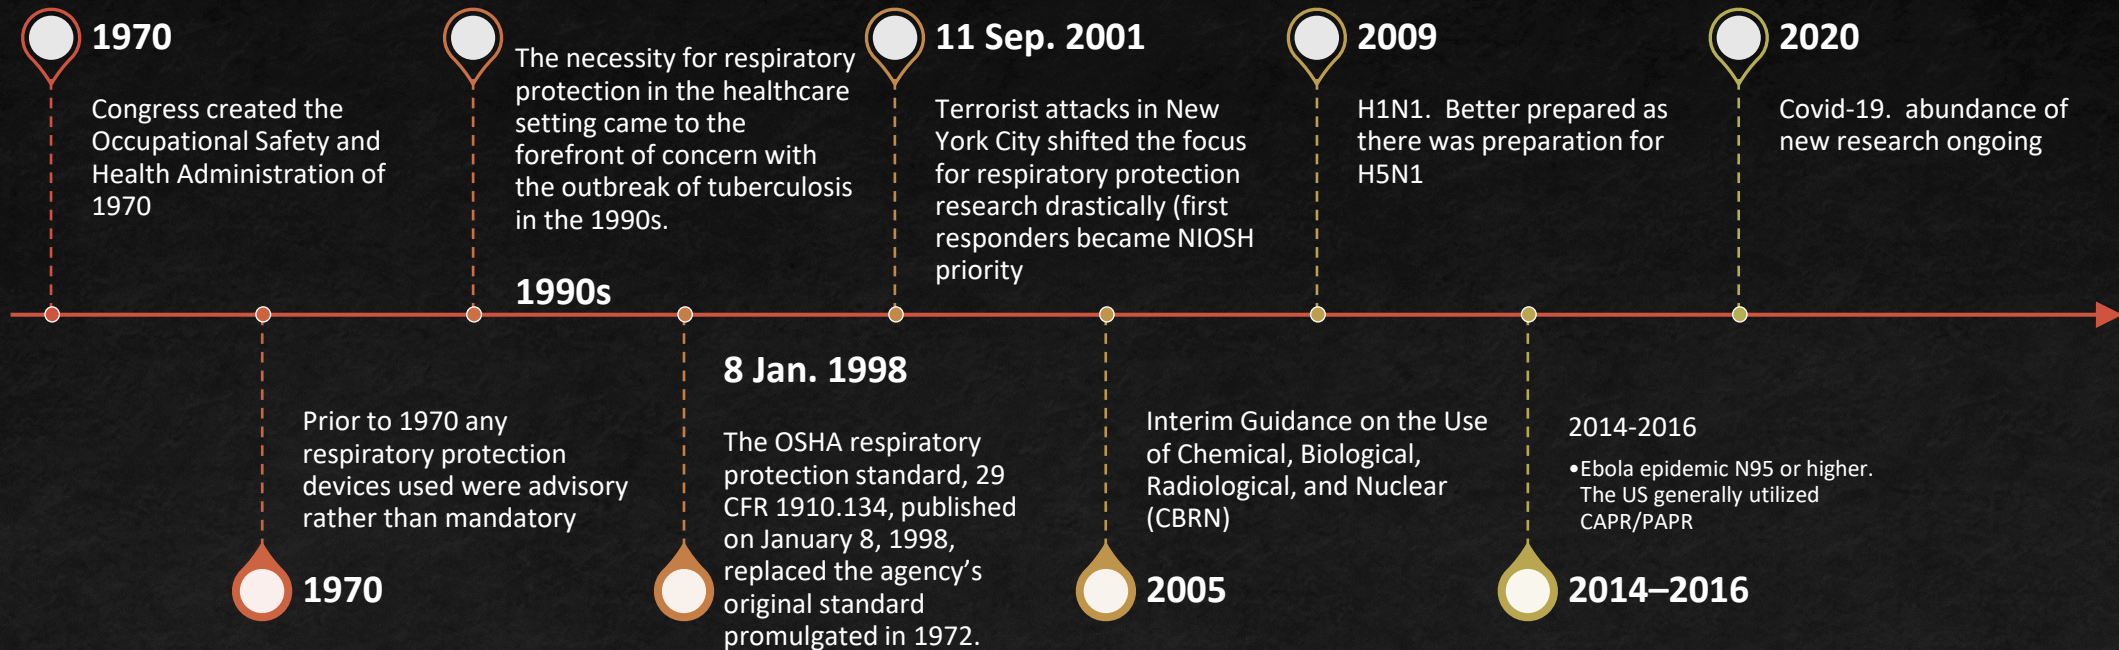 1970
Congress created the
Occupational Safety and
Health Administration of
1970
Prior to 1970 any
respiratory protection
devices used were advisory
rather than mandatory
1970
The necessity for respiratory
protection in the healthcare
setting came to the
forefront of concern with
the outbreak of tuberculosis
in the 1990s.
1990s
8 Jan. 1998
The OSHA respiratory
protection standard, 29
CFR 1910.134, published
on January 8, 1998,
replaced the agency’s
original standard
promulgated in 1972.
11 Sep. 2001
Terrorist attacks in New
York City shifted the focus
for respiratory protection
research drastically (first
responders became NIOSH
priority
Interim Guidance on the Use
of Chemical, Biological,
Radiological, and Nuclear
(CBRN)
2005
2009
H1N1.  Better prepared as
there was preparation for
H5N1
2014-2016
•Ebola epidemic N95 or higher.
The US generally utilized
CAPR/PAPR
2014–2016
2020
Covid-19.  abundance of
new research ongoing